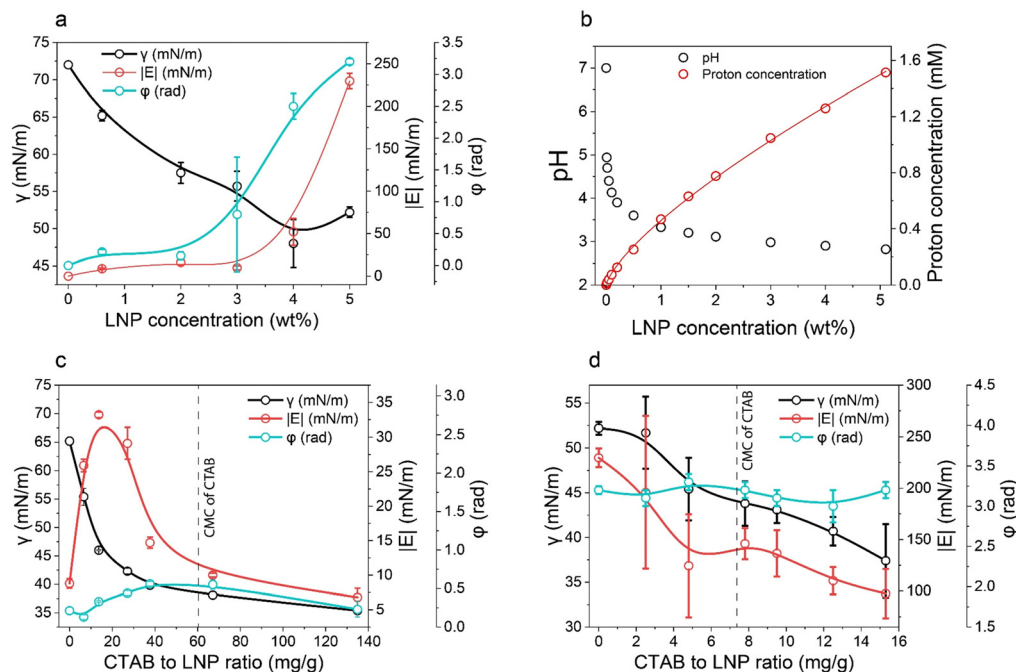 a
75
70
65
60
55
50
45
γ (mN/m)
γ (mN/m)
|E| (mN/m)
φ (rad)
250
200
150
100
50
0
|E| (mN/m)
3.5
3.0
2.5
2.0
1.5
1.0
0.5
0.0
φ (rad)
0 1 2 3 4 5
LNP concentration (wt%)
b
7
6
5
4
3
2
pH
pH
Proton concentration
1.6
1.2
0.8
0.4
0.0
Proton concentration (mM)
0 1 2 3 4 5
LNP concentration (wt%)
c
75
70
65
60
55
50
45
40
35
γ (mN/m)
γ (mN/m)
|E| (mN/m)
φ (rad)
CMC of CTAB
35
30
25
20
15
10
5
|E| (mN/m)
3.0
2.5
2.0
1.5
1.0
0.5
0.0
φ (rad)
0 20 40 60 80 100 120 140
CTAB to LNP ratio (mg/g)
d
55
50
45
40
35
30
γ (mN/m)
γ (mN/m)
|E| (mN/m)
φ (rad)
CMC of CTAB
300
250
200
150
100
|E| (mN/m)
4.5
4.0
3.5
3.0
2.5
2.0
1.5
φ (rad)
0 2 4 6 8 10 12 14 16
CTAB to LNP ratio (mg/g)